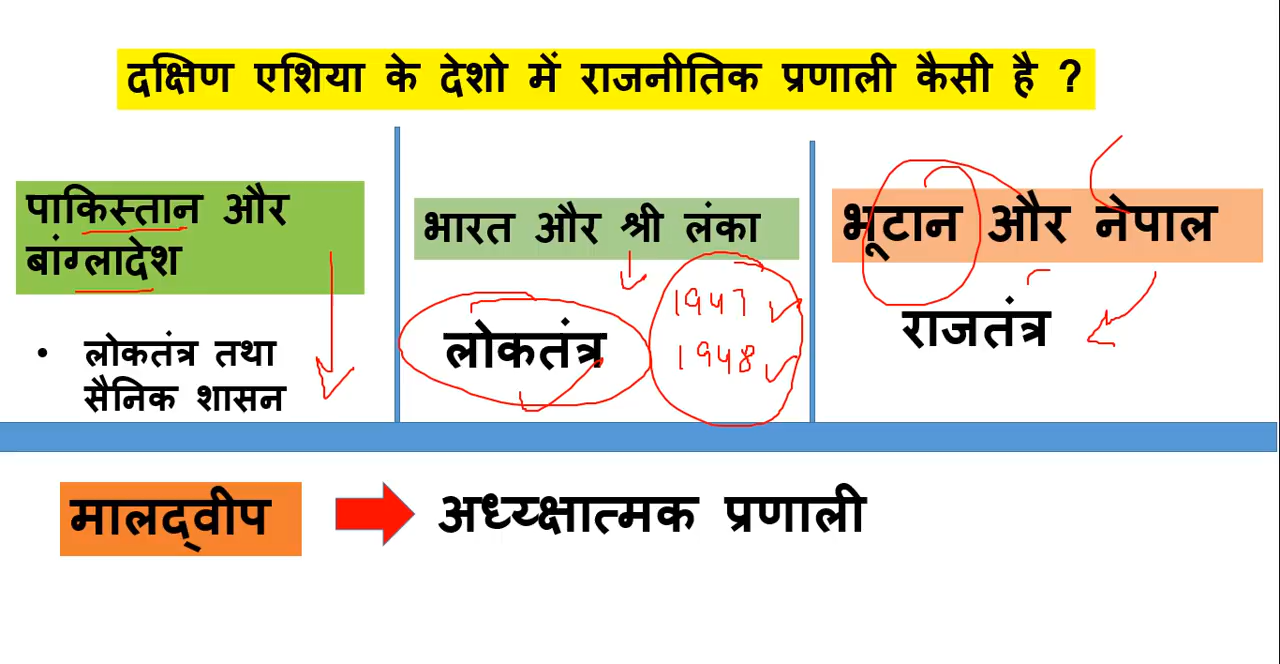 दक्षिण एशिया के देशो में राजनीतिक प्रणाली कैसी है ?
पाकिस्तान और
बांग्लादेश
• लोकतंत्र तथा
सैनिक शासन
भारत और श्री लंका
लोकतंत्र
1947
1948
भूटान और नेपाल
राजतंत्र
मालद्वीप
अध्य्क्षात्मक प्रणाली